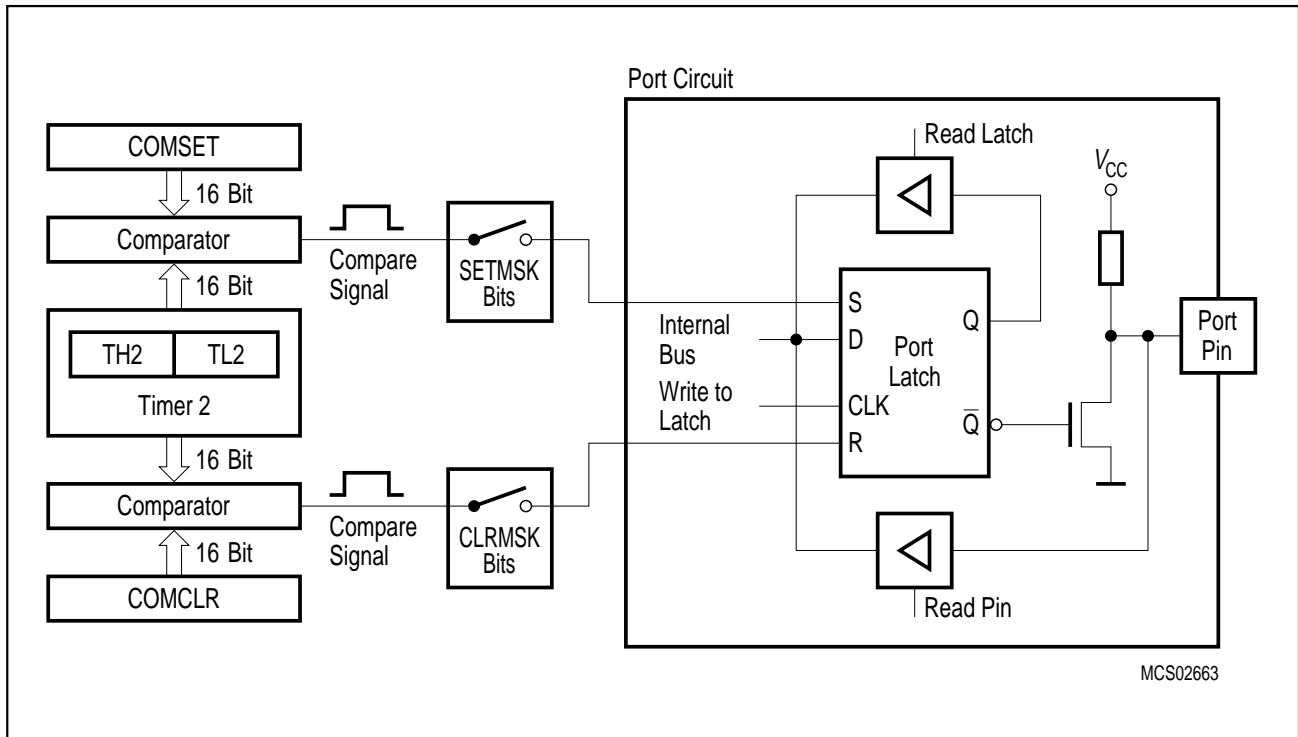 Port Circuit
COMSET
16 Bit
Comparator
16 Bit
TH2 TL2
Timer 2
16 Bit
Comparator
16 Bit
COMCLR
Compare
Signal
SETMSK
Bits
Compare
Signal
CLRMSK
Bits
Read Latch
VCC
Internal
Bus
Write to
Latch
S
D
CLK
R
Port
Latch
Q
Q̅
Port
Pin
Read Pin
MCS02663